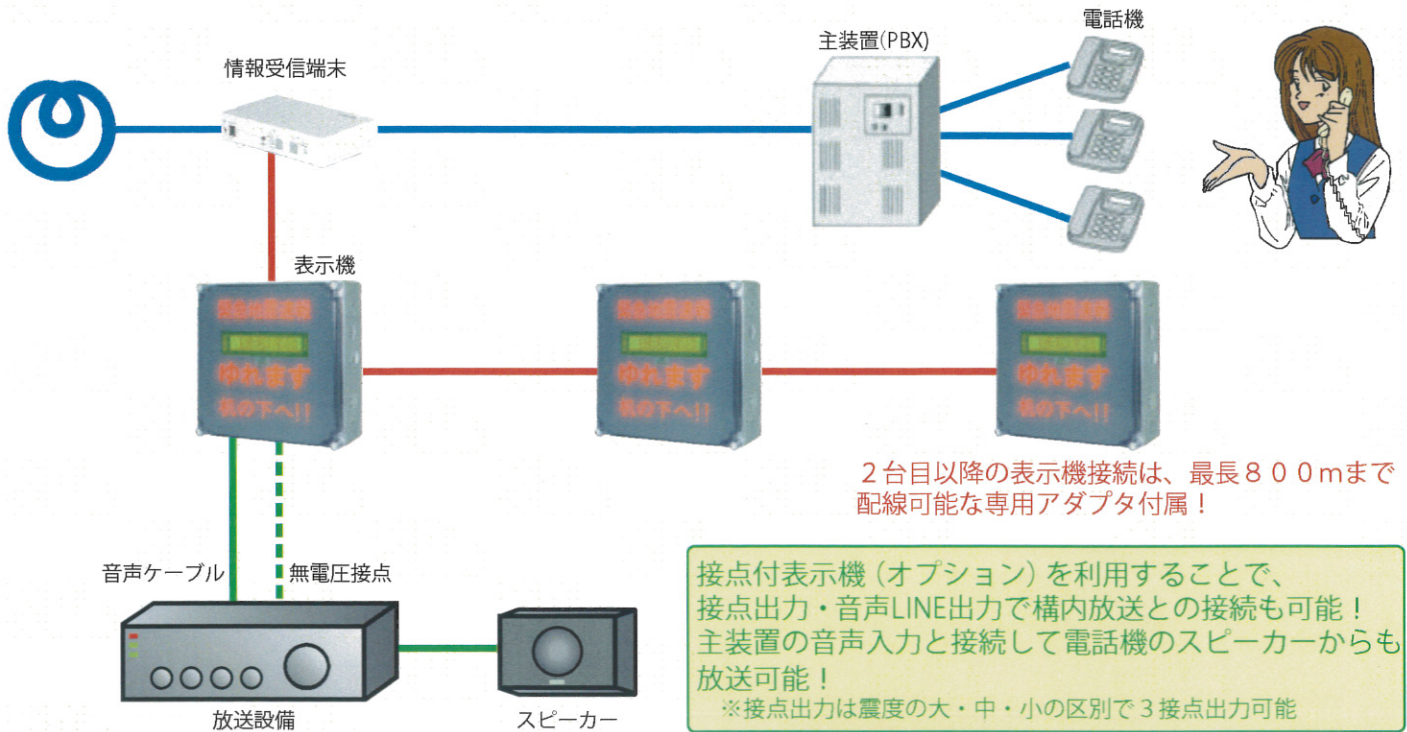 電話機
主装置(PBX)
情報受信端末
表示機
緊急地震速報
ゆれます
机の下へ!!
ゆれます
机の下へ!!
ゆれます
机の下へ!!
2台目以降の表示機接続は、最長800mまで
配線可能な専用アダプタ付属!
音声ケーブル
無電圧接点
接点付表示機(オプション)を利用することで、
接点出力・音声LINE出力で構内放送との接続も可能!
主装置の音声入力と接続して電話機のスピーカーからも
放送可能!
※接点出力は震度の大・中・小の区別で3接点出力可能
放送設備
スピーカー